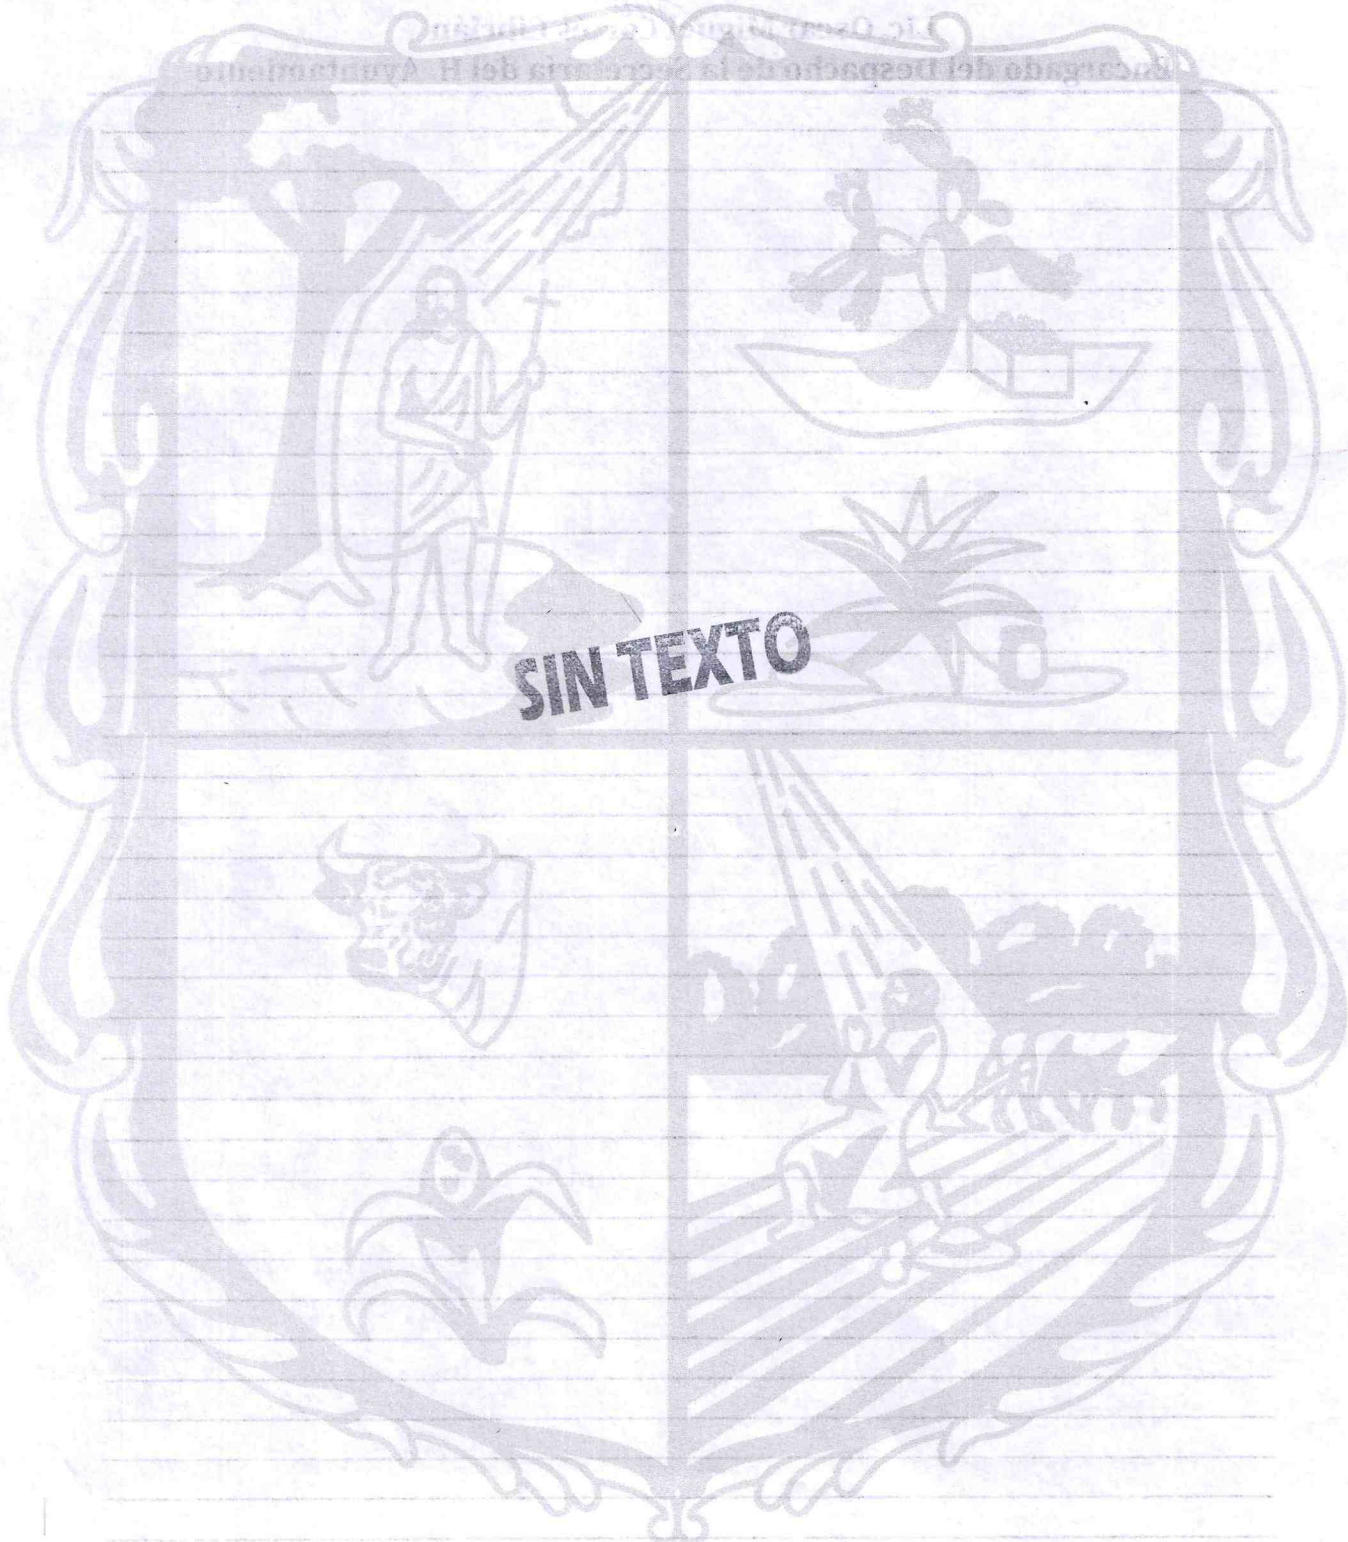 Encargado del Despacho de la Secretaría del H. Ayuntamiento
SIN TEXTO